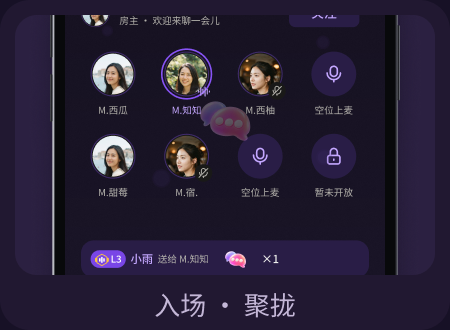 房主 · 欢迎来聊一会儿
关注
M.西瓜
M.知知
M.西柚
空位上麦
M.甜莓
M.宿.
空位上麦
暂未开放
L3 小雨 送给 M.知知 ×1
入场 · 聚拢